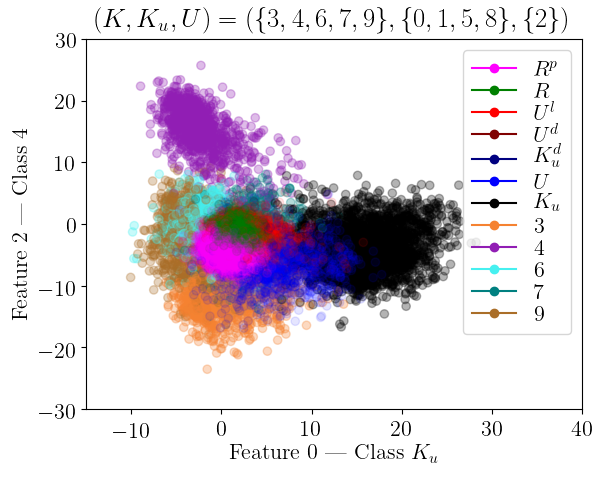 (K, K_u, U) = ({3, 4, 6, 7, 9}, {0, 1, 5, 8}, {2})
30
20
10
0
−10
−20
−30
Feature 2 — Class 4
R^p
R
U^l
U^d
K_u^d
U
K_u
3
4
6
7
9
−10
0
10
20
30
40
Feature 0 — Class K_u